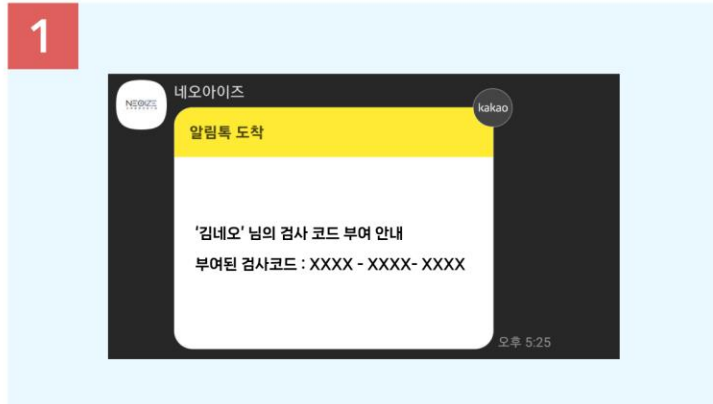 1
네오아이즈
kakao
알림톡 도착
'김네오' 님의 검사 코드 부여 안내
부여된 검사코드 : XXXX - XXXX- XXXX
오후 5:25